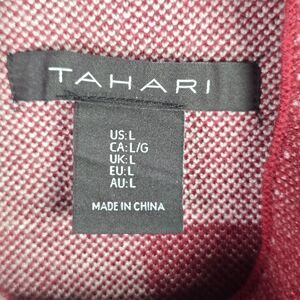 TAHARI
US: L
CA: L/G
UK: L
EU: L
AU: L
MADE IN CHINA